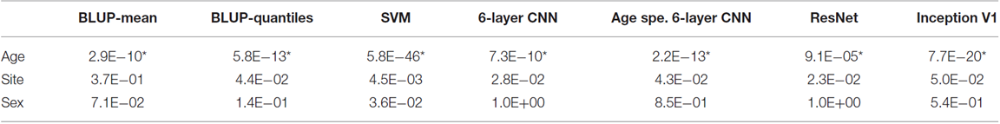 BLUP-mean BLUP-quantiles SVM 6-layer CNN Age spe. 6-layer CNN ResNet Inception V1
Age 2.9E−10* 5.8E−13* 5.8E−46* 7.3E−10* 2.2E−13* 9.1E−05* 7.7E−20*
Site 3.7E−01 4.4E−02 4.5E−03 2.8E−02 4.3E−02 2.3E−02 5.0E−02
Sex 7.1E−02 1.4E−01 3.6E−02 1.0E+00 8.5E−01 1.0E+00 5.4E−01